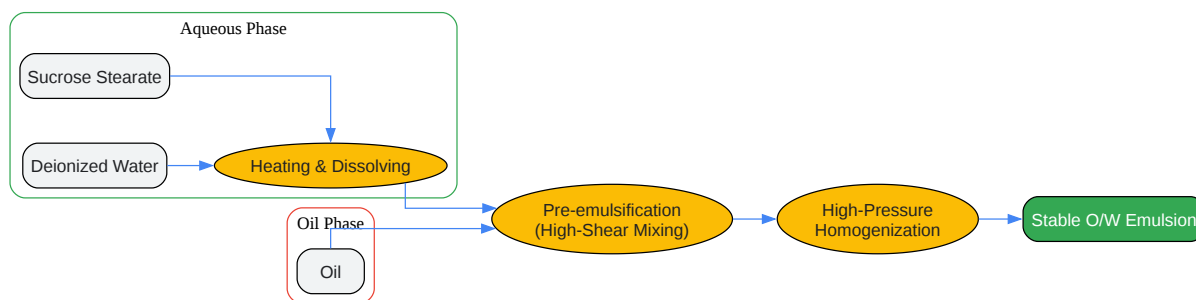 Aqueous Phase
Sucrose Stearate
Deionized Water
Heating & Dissolving
Oil Phase
Oil
Pre-emulsification
(High-Shear Mixing)
High-Pressure
Homogenization
Stable O/W Emulsion